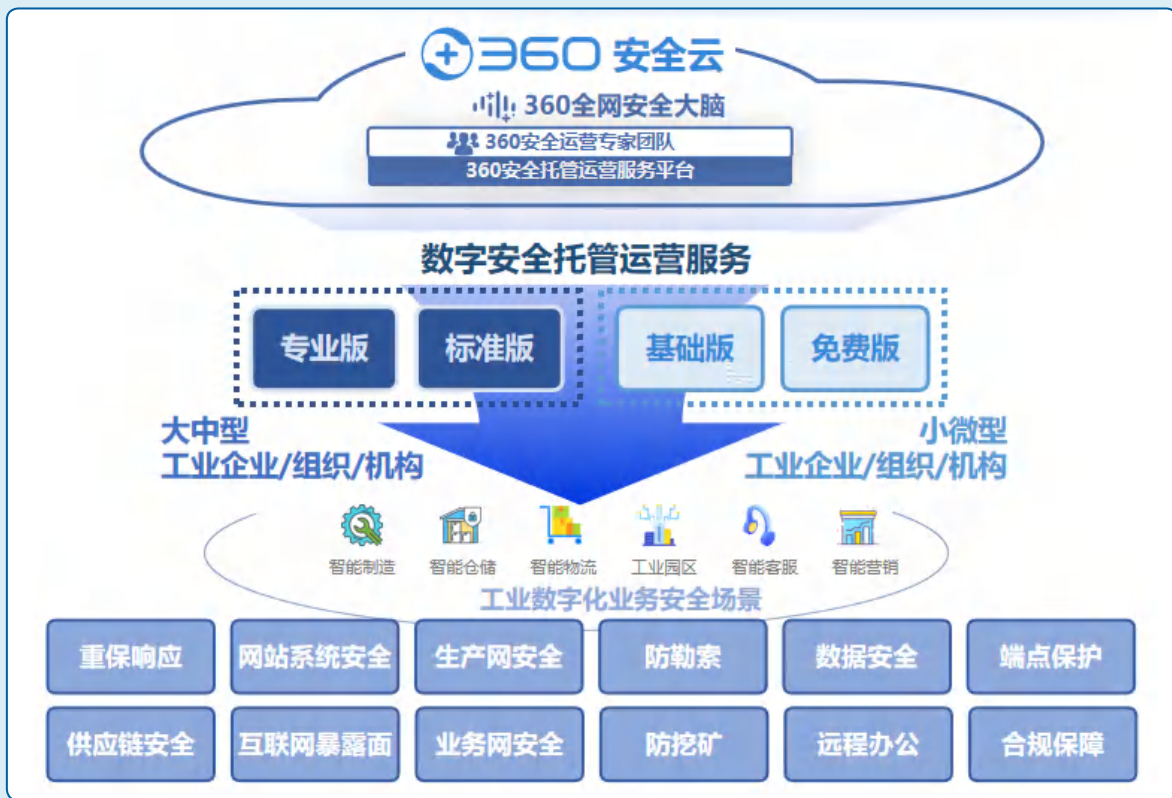 360 安全云
360全网安全大脑
360安全运营专家团队
360安全托管运营服务平台
数字安全托管运营服务
专业版 标准版 基础版 免费版
大中型
工业企业/组织/机构
小微型
工业企业/组织/机构
智能制造 智能仓储 智能物流 工业园区 智能客服 智能营销
工业数字化业务安全场景
重保响应 网站系统安全 生产网安全 防勒索 数据安全 端点保护
供应链安全 互联网暴露面 业务网安全 防挖矿 远程办公 合规保障